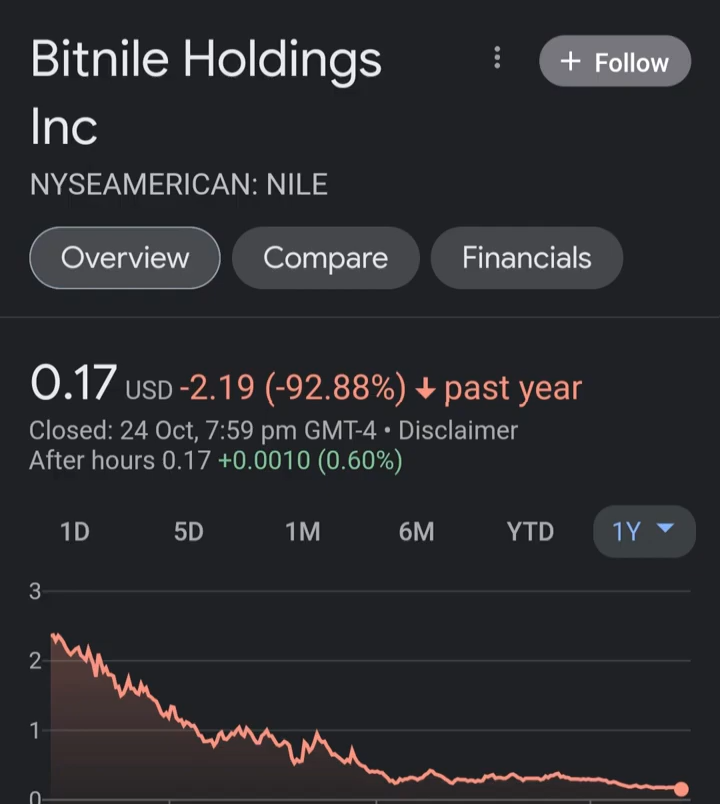 Bitnile Holdings
Inc
+ Follow
NYSEAMERICAN: NILE
Overview
Compare
Financials
0.17 USD -2.19 (-92.88%) ↓ past year
Closed: 24 Oct, 7:59 pm GMT-4 • Disclaimer
After hours 0.17 +0.0010 (0.60%)
1D
5D
1M
6M
YTD
1Y
3
2
1
0